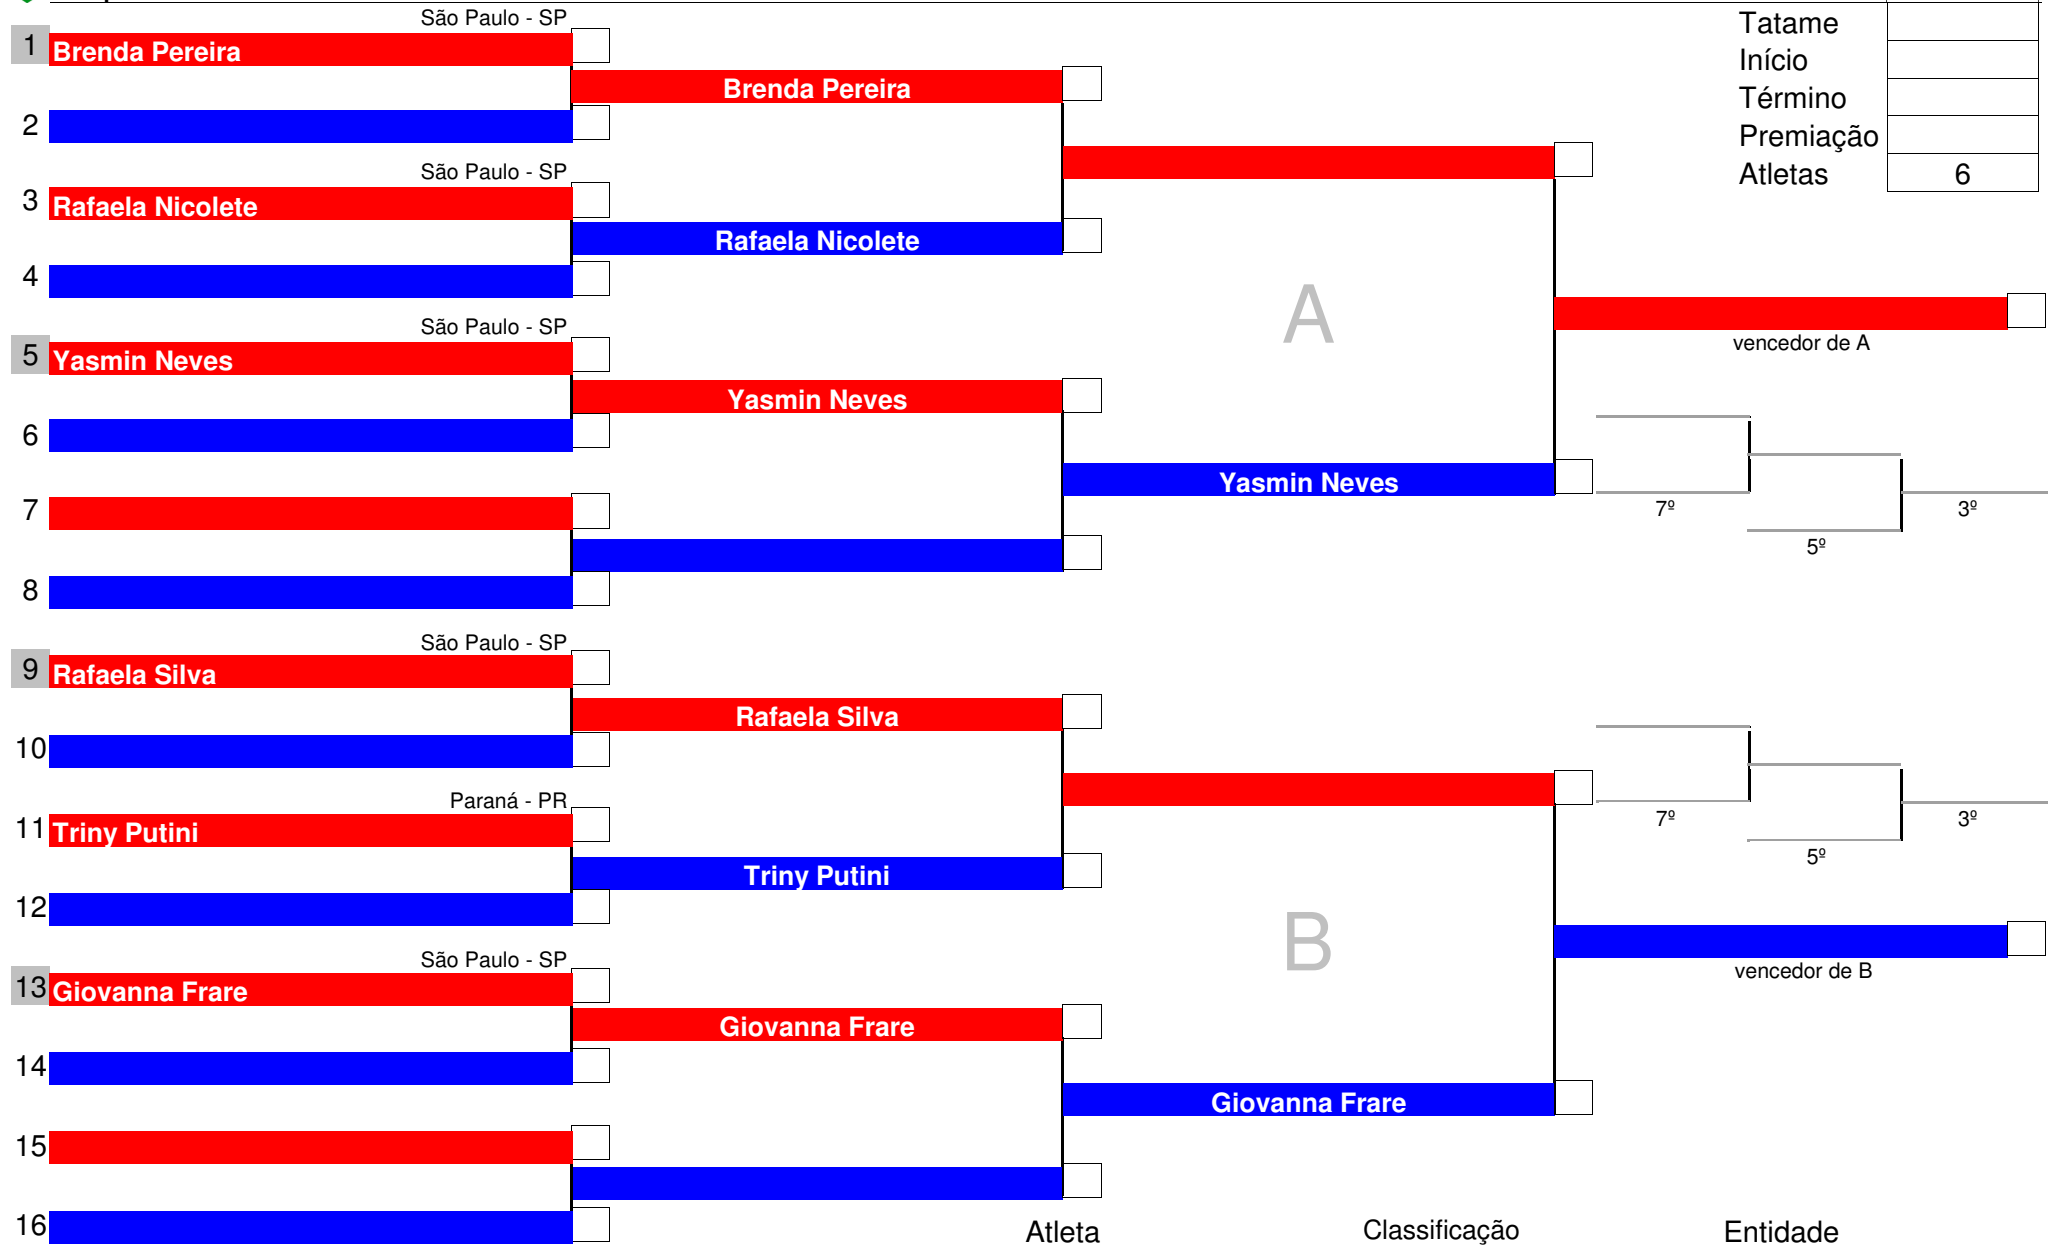 São Paulo - SP
Tatame
1 Brenda Pereira
Início
Brenda Pereira
Término
2
Premiação
São Paulo - SP
Atletas 6
3 Rafaela Nicolete
Rafaela Nicolete
4
A
São Paulo - SP
vencedor de A
5 Yasmin Neves
Yasmin Neves
6
Yasmin Neves
7
7º
3º
5º
8
São Paulo - SP
9 Rafaela Silva
Rafaela Silva
10
Paraná - PR
7º
3º
11 Triny Putini
5º
Triny Putini
12
B
São Paulo - SP
vencedor de B
13 Giovanna Frare
Giovanna Frare
14
Giovanna Frare
15
16
Atleta Classificação Entidade